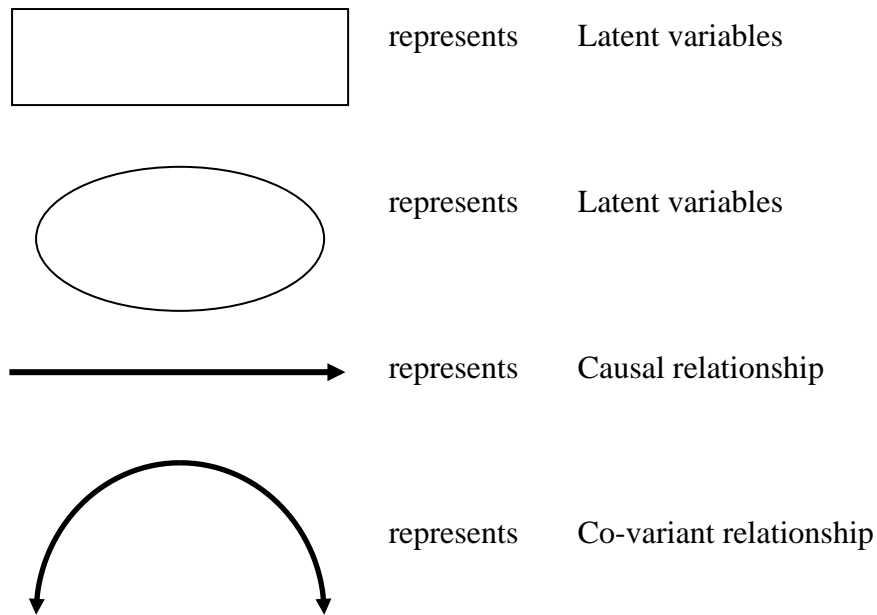 represents Latent variables
represents Latent variables
represents Causal relationship
represents Co-variant relationship